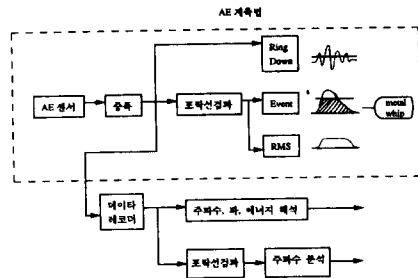 AE 계측법
Ring
Down
AE 센서
증폭
포락선검파
Event
metal
whip
RMS
데이타
레코더
주파수, 파, 에너지 해석
포락선검파
주파수 분석